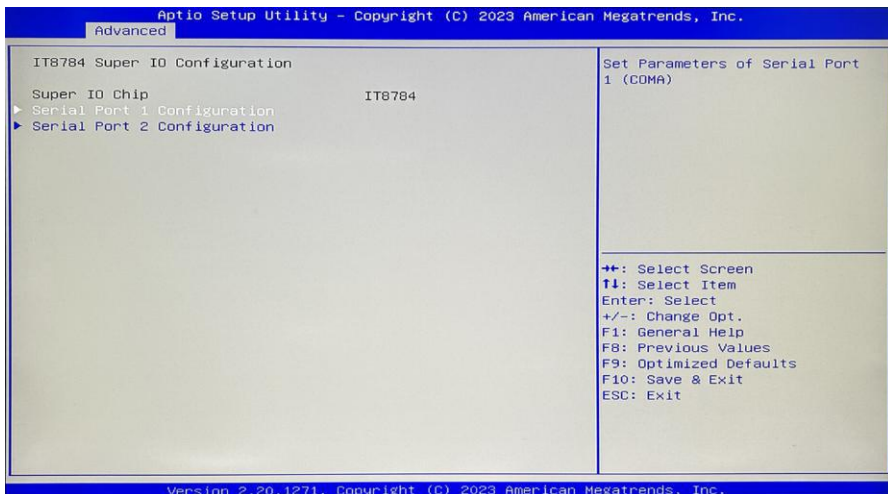 Aptio Setup Utility – Copyright (C) 2023 American Megatrends, Inc.
Advanced
IT8784 Super IO Configuration
Super IO Chip IT8784
Serial Port 1 Configuration
Serial Port 2 Configuration
Set Parameters of Serial Port
1 (COMA)
→←: Select Screen
↑↓: Select Item
Enter: Select
+/-: Change Opt.
F1: General Help
F8: Previous Values
F9: Optimized Defaults
F10: Save & Exit
ESC: Exit
Version 2.20.1271. Copyright (C) 2023 American Megatrends, Inc.